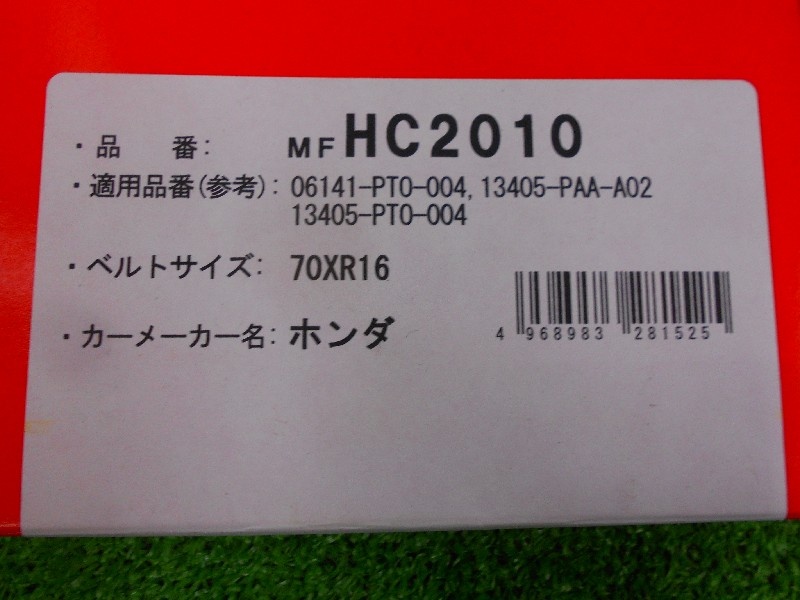 ・品　番: MF HC2010
・適用品番(参考): 06141-PT0-004, 13405-PAA-A02
13405-PT0-004
・ベルトサイズ: 70XR16
・カーメーカー名: ホンダ
4 968983 281525